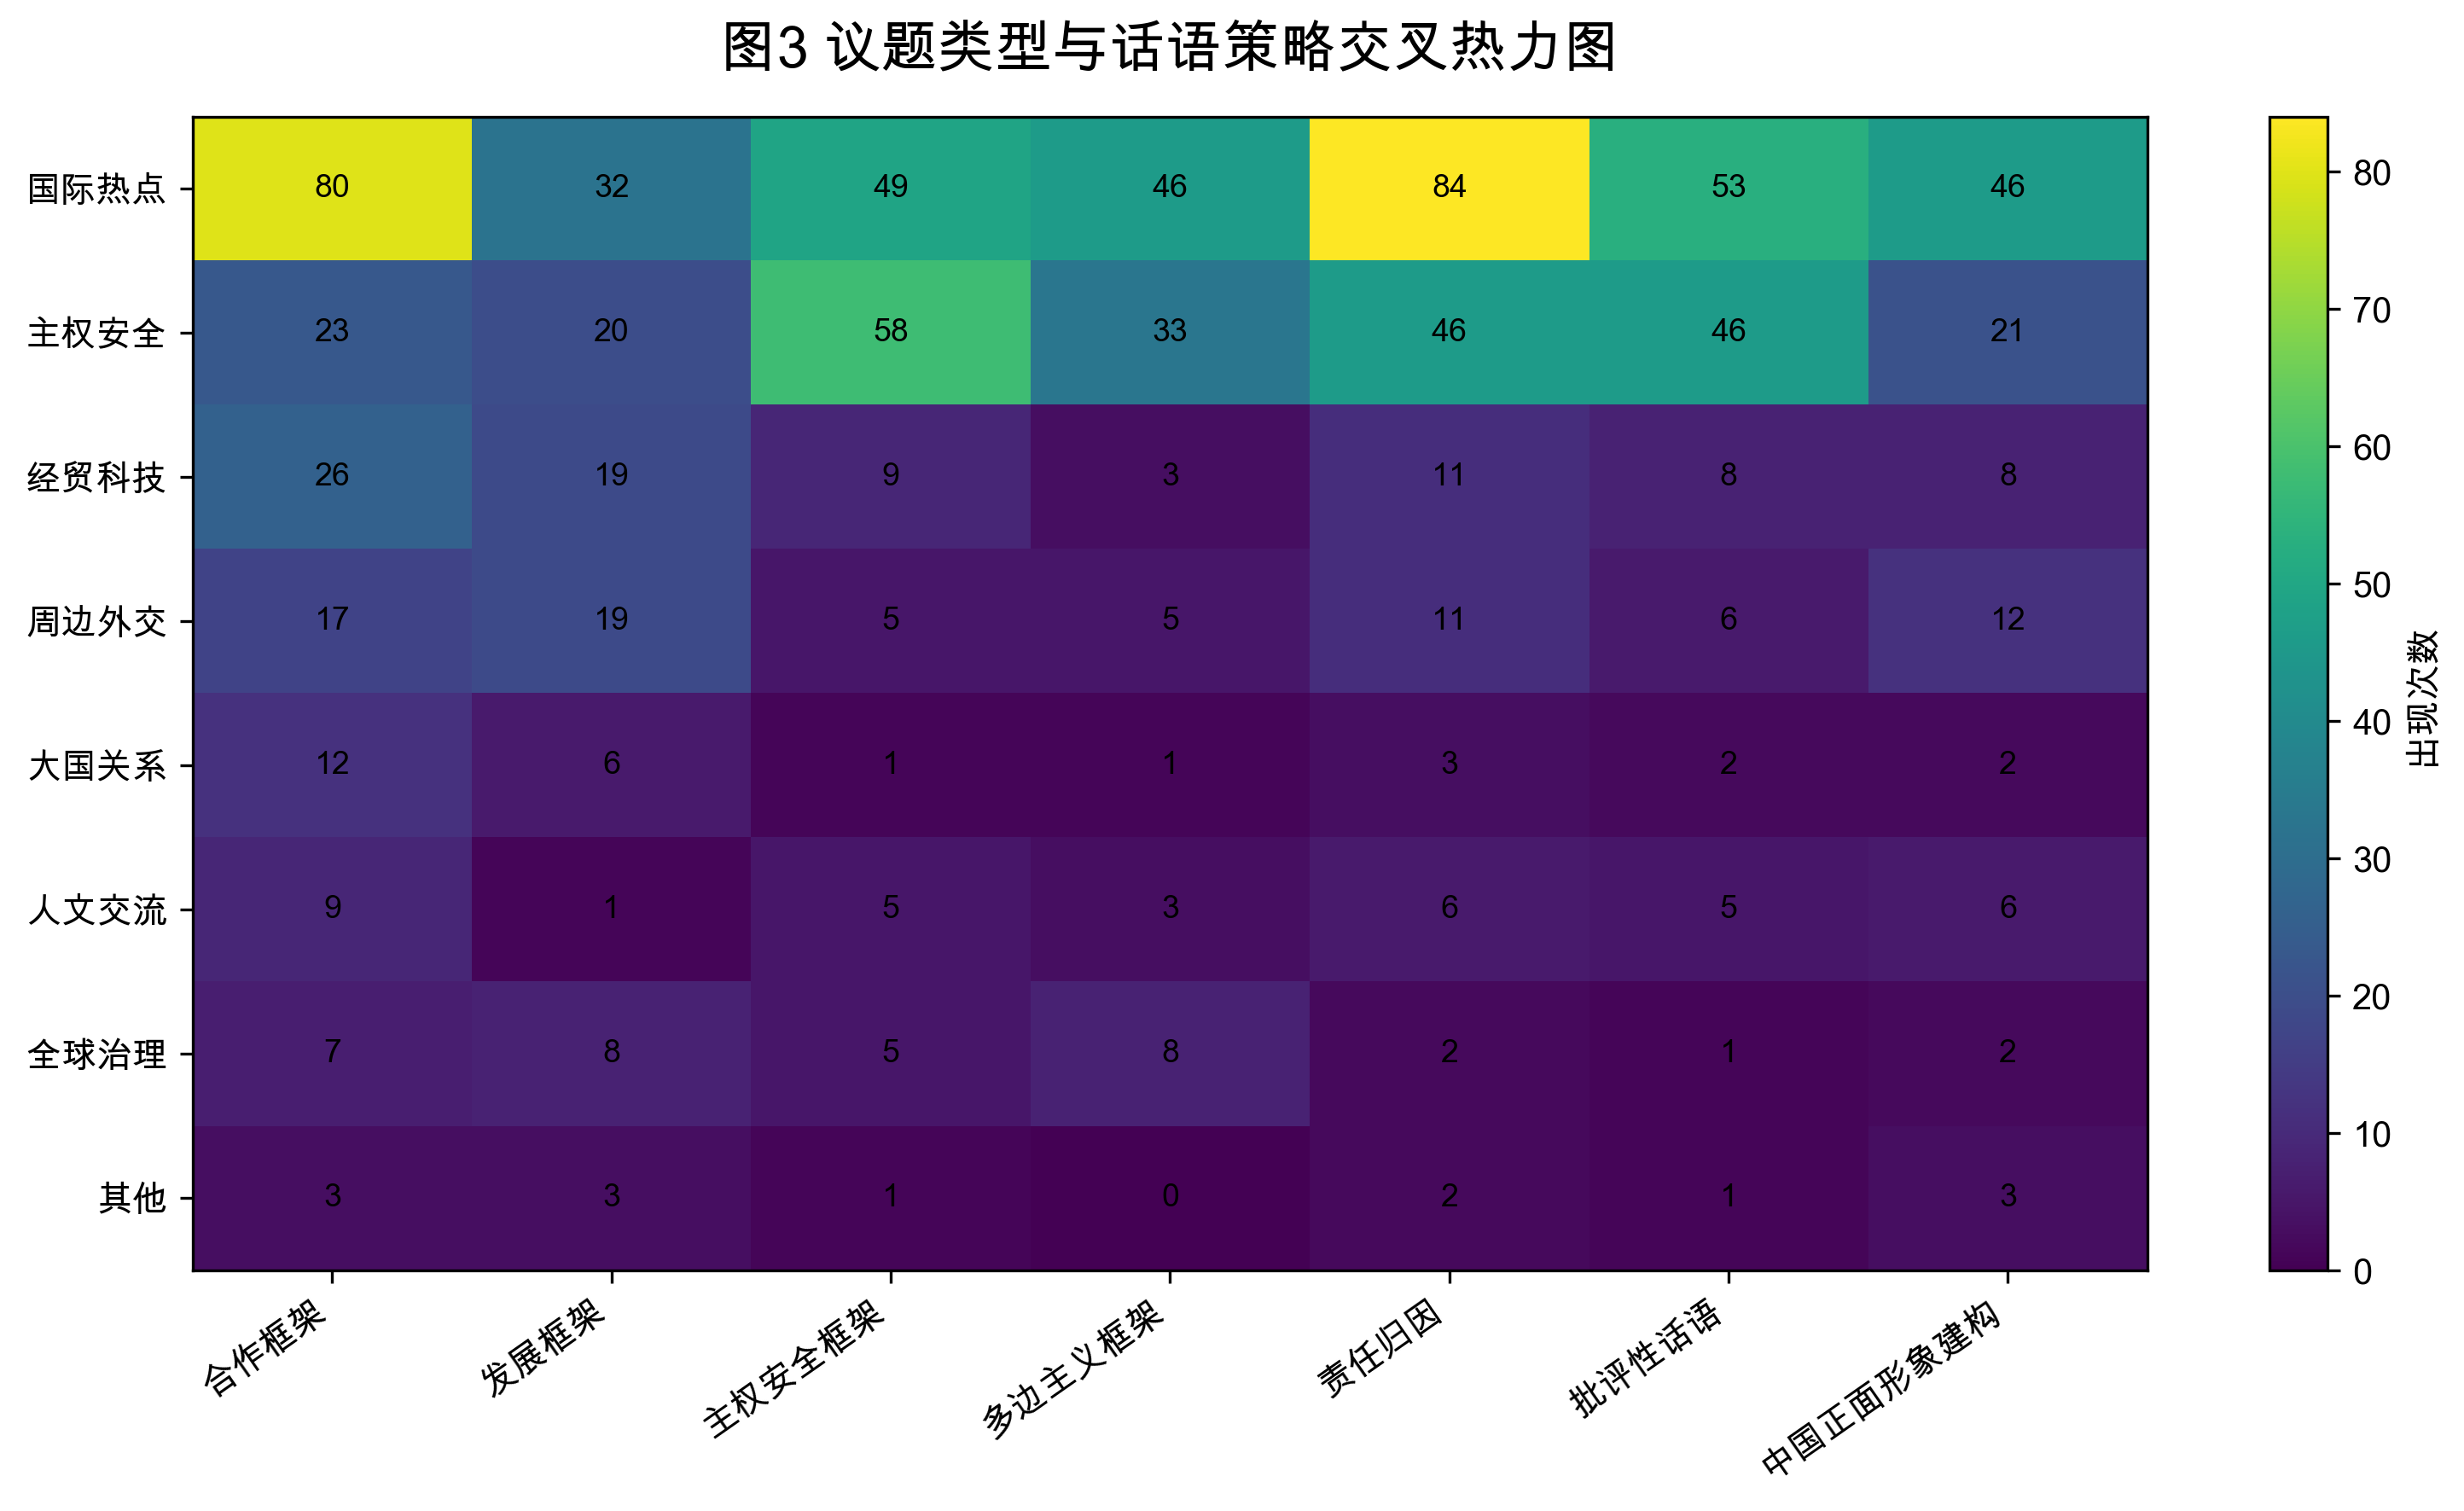 图3 议题类型与话语策略交叉热力图
国际热点 80 32 49 46 84 53 46
主权安全 23 20 58 33 46 46 21
经贸科技 26 19 9 3 11 8 8
周边外交 17 19 5 5 11 6 12
大国关系 12 6 1 1 3 2 2
人文交流 9 1 5 3 6 5 6
全球治理 7 8 5 8 2 1 2
其他 3 3 1 0 2 1 3
合作框架 发展框架 主权安全框架 多边主义框架 责任归因 批评性话语 中国正面形象建构
80
70
60
50
40
30
20
10
0
出现次数